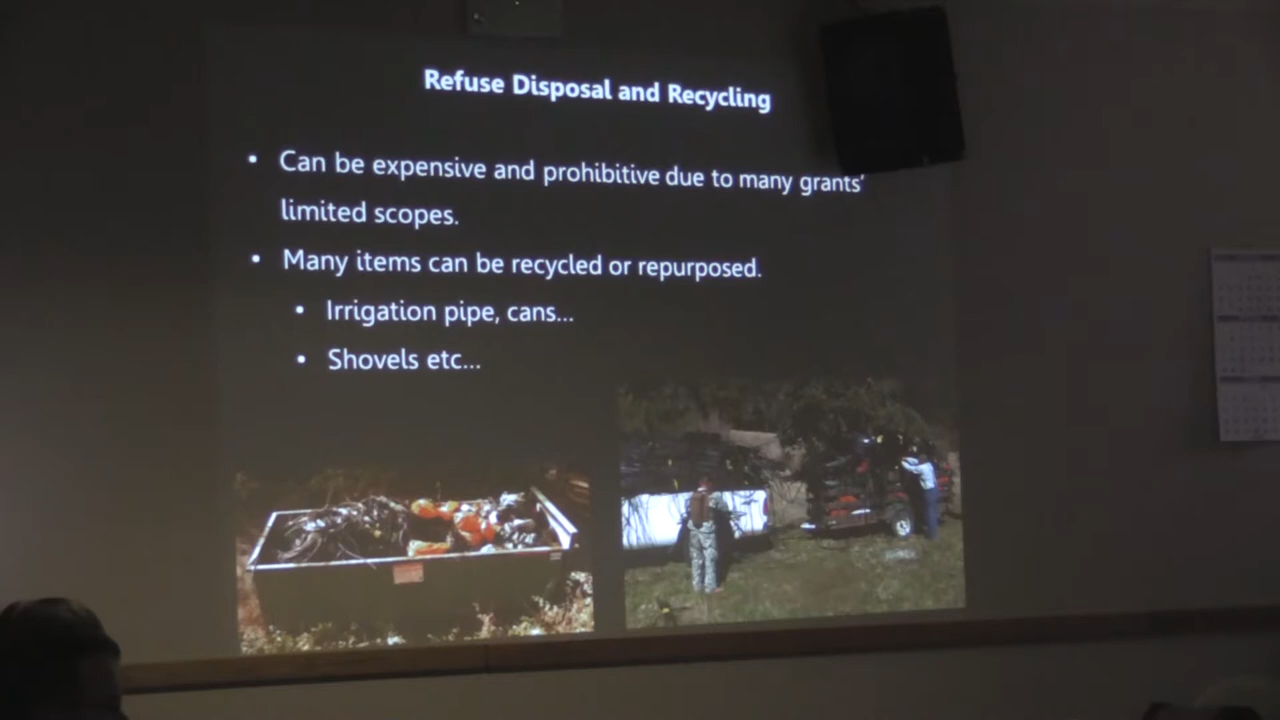 Refuse Disposal and Recycling
• Can be expensive and prohibitive due to many grants'
limited scopes.
• Many items can be recycled or repurposed.
• Irrigation pipe, cans...
• Shovels etc...